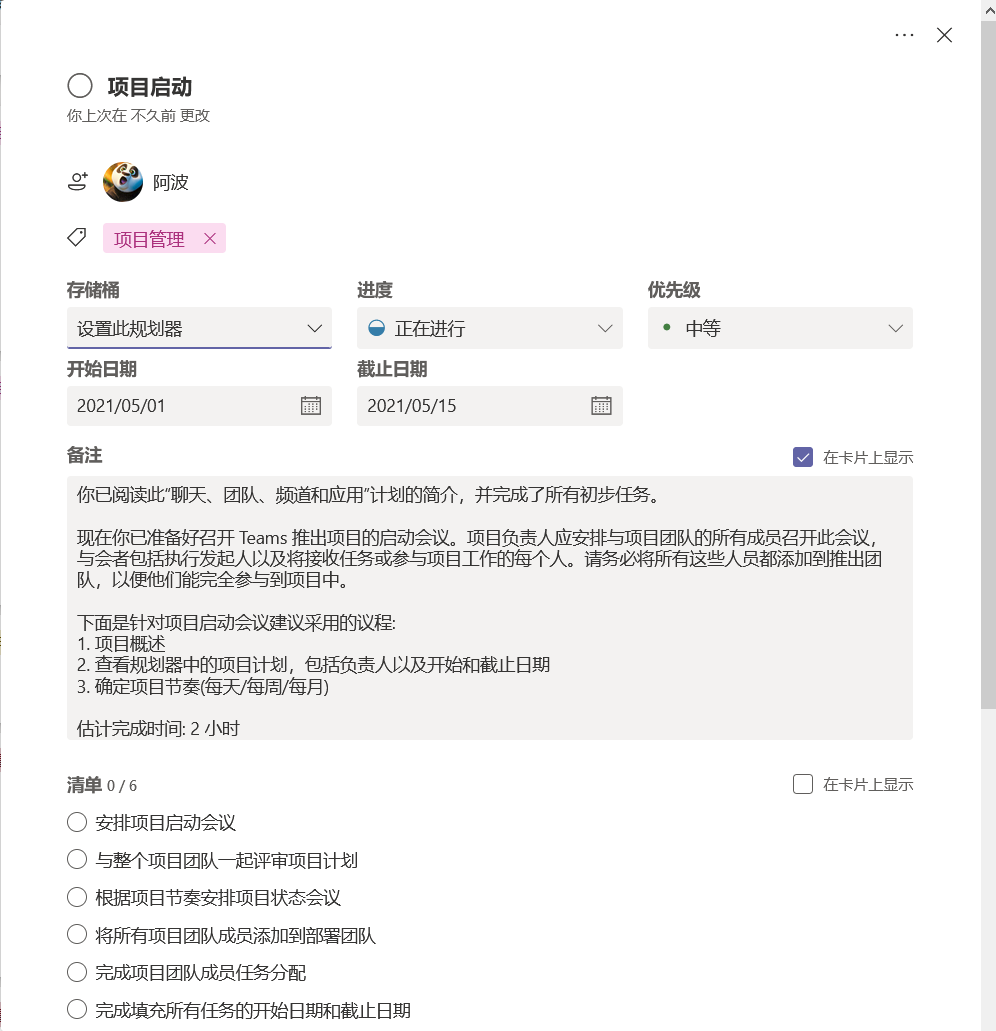 项目启动
你上次在 不久前 更改
阿波
项目管理
存储桶 进度 优先级
设置此规划器 正在进行 中等
开始日期 截止日期
2021/05/01 2021/05/15
备注 在卡片上显示
你已阅读此“聊天、团队、频道和应用”计划的简介，并完成了所有初步任务。
现在你已准备好召开 Teams 推出项目的启动会议。项目负责人应安排与项目团队的所有成员召开此会议，
与会者包括执行发起人以及将接收任务或参与项目工作的每个人。请务必将所有这些人员都添加到推出团
队，以便他们能完全参与到项目中。
下面是针对项目启动会议建议采用的议程:
1. 项目概述
2. 查看规划器中的项目计划，包括负责人以及开始和截止日期
3. 确定项目节奏(每天/每周/每月)
估计完成时间: 2 小时
清单 0 / 6 在卡片上显示
安排项目启动会议
与整个项目团队一起评审项目计划
根据项目节奏安排项目状态会议
将所有项目团队成员添加到部署团队
完成项目团队成员任务分配
完成填充所有任务的开始日期和截止日期